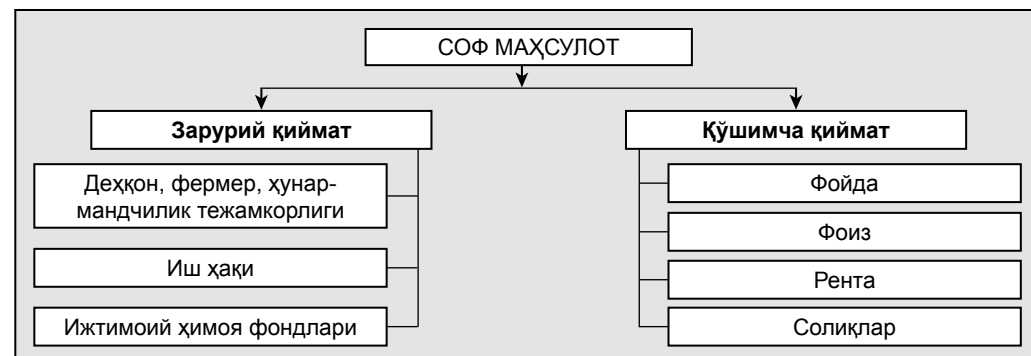 СОФ МАҲСУЛОТ
Зарурий қиймат
Деҳқон, фермер, ҳунар-
мандчилик тежамкорлиги
Иш ҳақи
Ижтимоий ҳимоя фондлари
Қўшимча қиймат
Фойда
Фоиз
Рента
Солиқлар